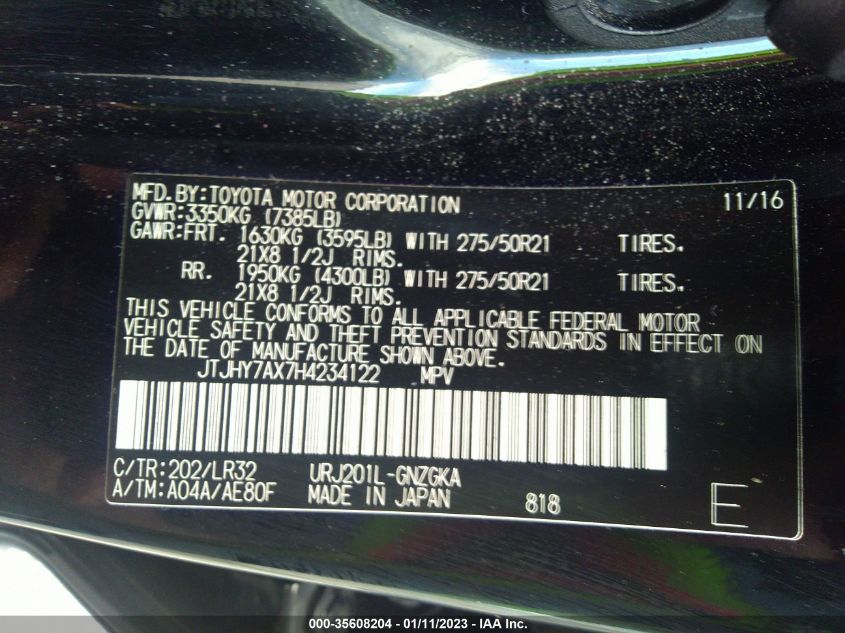 MFD.BY:TOYOTA MOTOR CORPORATION 11/16
GVWR:3350KG (7385LB)
GAWR:FRT. 1630KG (3595LB) WITH 275/50R21 TIRES.
21X8 1/2J RIMS.
RR. 1950KG (4300LB) WITH 275/50R21 TIRES.
21X8 1/2J RIMS.
THIS VEHICLE CONFORMS TO ALL APPLICABLE FEDERAL MOTOR
VEHICLE SAFETY AND THEFT PREVENTION STANDARDS IN EFFECT ON
THE DATE OF MANUFACTURE SHOWN ABOVE.
JTJHY7AX7H4234122 MPV
C/TR:202/LR32 URJ201L-GNZGKA
A/TM:A04A/AE80F MADE IN JAPAN 818 E
000-35608204 - 01/11/2023 - IAA Inc.